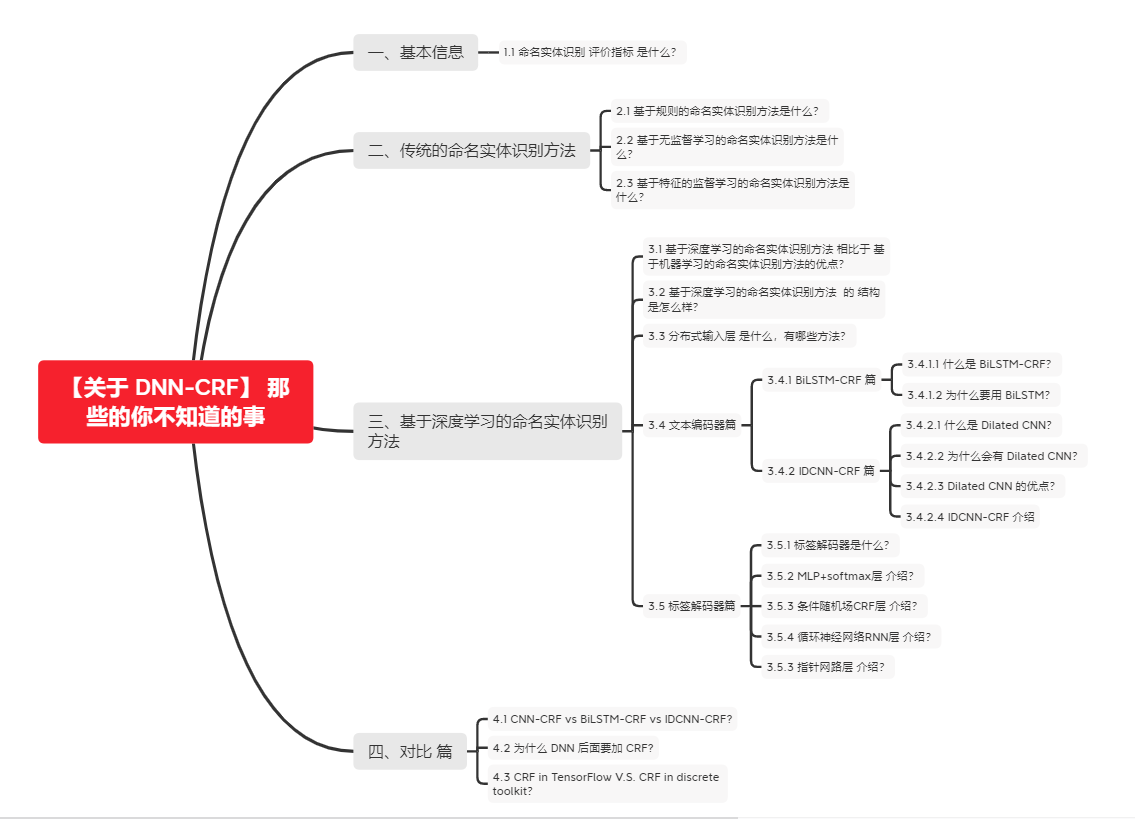 【关于 DNN-CRF】 那
些的你不知道的事
一、基本信息
1.1 命名实体识别 评价指标 是什么？
二、传统的命名实体识别方法
2.1 基于规则的命名实体识别方法是什么？
2.2 基于无监督学习的命名实体识别方法是什
么？
2.3 基于特征的监督学习的命名实体识别方法是
什么？
三、基于深度学习的命名实体识别
方法
3.1 基于深度学习的命名实体识别方法 相比于 基
于机器学习的命名实体识别方法的优点？
3.2 基于深度学习的命名实体识别方法 的 结构
是怎么样？
3.3 分布式输入层 是什么，有哪些方法？
3.4 文本编码器篇
3.4.1 BiLSTM-CRF 篇
3.4.1.1 什么是 BiLSTM-CRF？
3.4.1.2 为什么要用 BiLSTM？
3.4.2 IDCNN-CRF 篇
3.4.2.1 什么是 Dilated CNN？
3.4.2.2 为什么会有 Dilated CNN？
3.4.2.3 Dilated CNN 的优点？
3.4.2.4 IDCNN-CRF 介绍
3.5 标签解码器篇
3.5.1 标签解码器是什么？
3.5.2 MLP+softmax层 介绍？
3.5.3 条件随机场CRF层 介绍？
3.5.4 循环神经网络RNN层 介绍？
3.5.3 指针网路层 介绍？
四、对比 篇
4.1 CNN-CRF vs BiLSTM-CRF vs IDCNN-CRF?
4.2 为什么 DNN 后面要加 CRF？
4.3 CRF in TensorFlow V.S. CRF in discrete
toolkit?